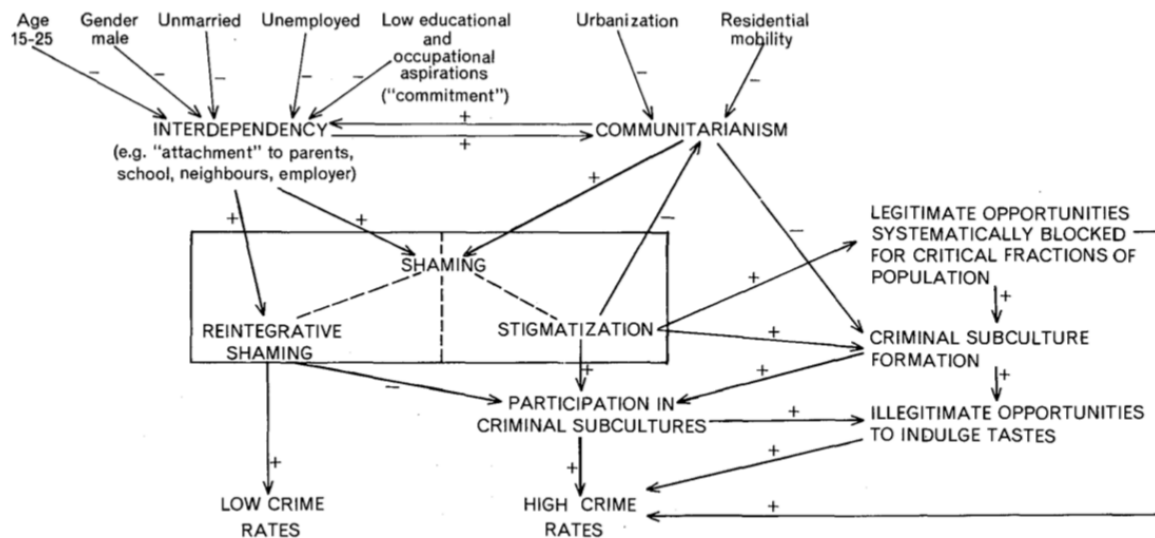 Age
15-25
Gender
male
Unmarried
Unemployed
Low educational
and
occupational
aspirations
("commitment")
Urbanization
Residential
mobility
−
−
−
−
−
−
−
INTERDEPENDENCY
(e.g. "attachment" to parents,
school, neighbours, employer)
+
+
COMMUNITARIANISM
+
+
+
−
−
SHAMING
REINTEGRATIVE
SHAMING
STIGMATIZATION
+
+
+
−
LEGITIMATE OPPORTUNITIES
SYSTEMATICALLY BLOCKED
FOR CRITICAL FRACTIONS OF
POPULATION
+
CRIMINAL SUBCULTURE
FORMATION
+
+
PARTICIPATION IN
CRIMINAL SUBCULTURES
+
ILLEGITIMATE OPPORTUNITIES
TO INDULGE TASTES
+
+
+
+
LOW CRIME
RATES
HIGH CRIME
RATES